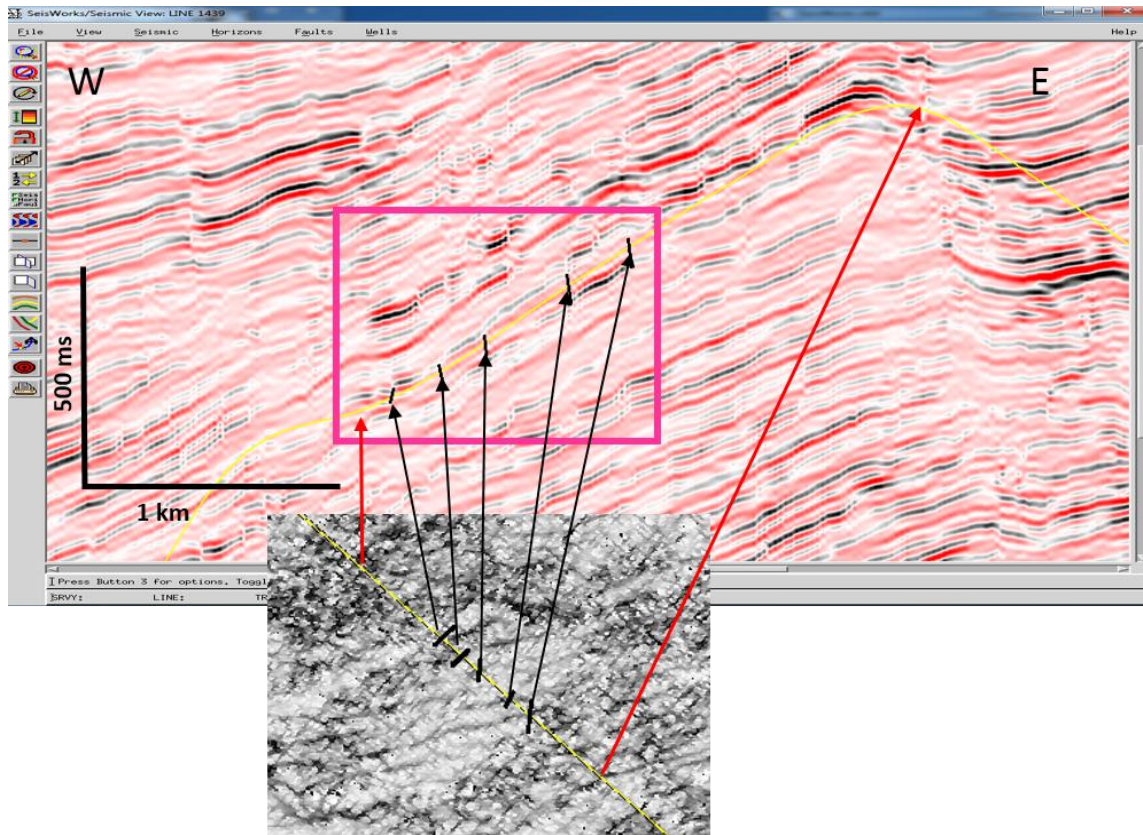 SeisWorks/Seismic View: LINE 1439
File View Seismic Horizons Faults Wells Help
W
E
500 ms
1 km
Press Button 3 for options. Toggl
SRVY: LINE: TR